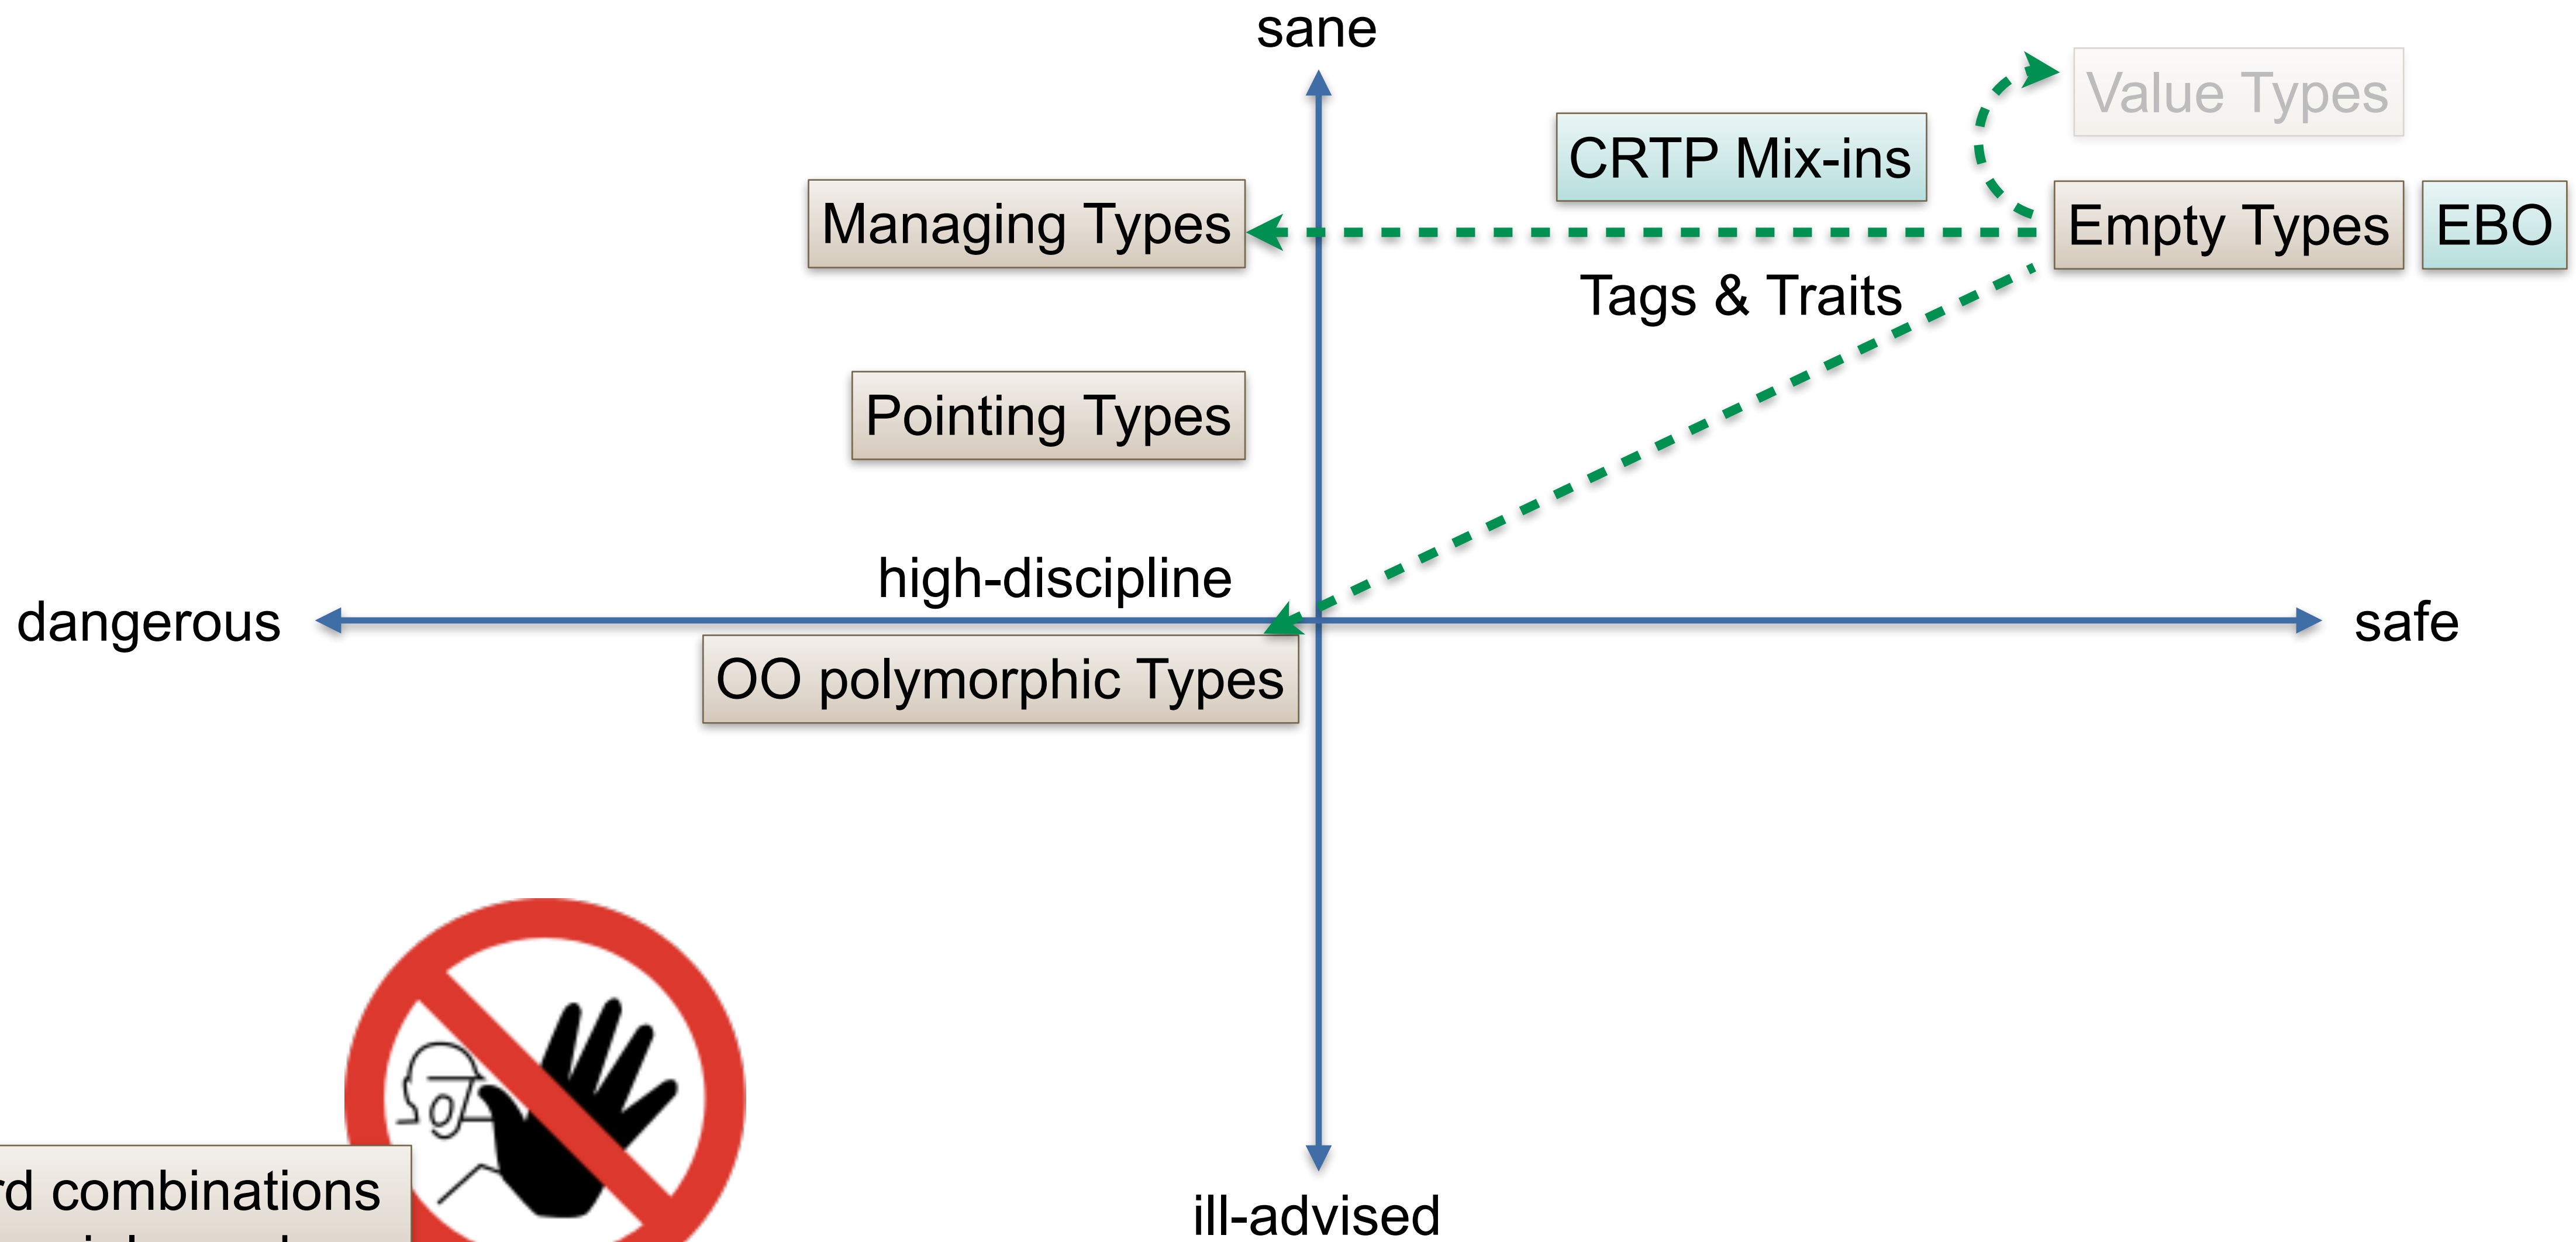 sane
Value Types
CRTP Mix-ins
Managing Types
Empty Types
EBO
Tags & Traits
Pointing Types
high-discipline
dangerous
safe
OO polymorphic Types
combinations
ill-advised